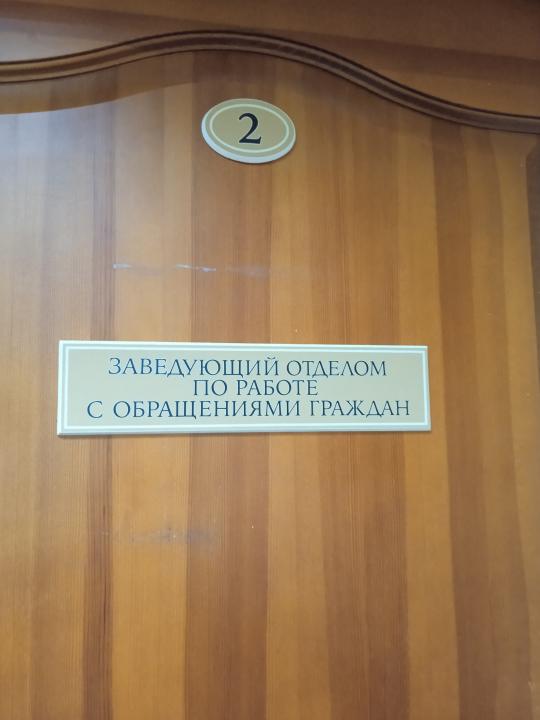 2
ЗАВЕДУЮЩИЙ ОТДЕЛОМ
ПО РАБОТЕ
С ОБРАЩЕНИЯМИ ГРАЖДАН